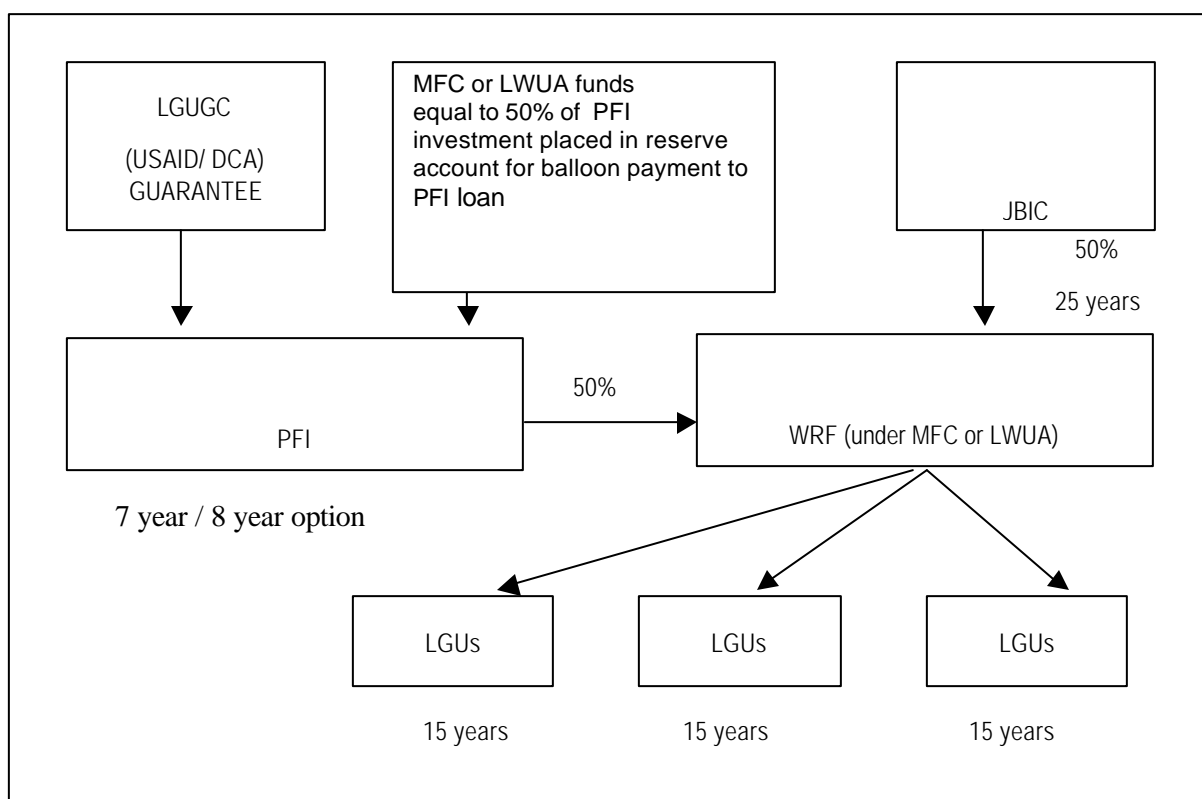 LGUGC
(USAID/ DCA)
GUARANTEE
MFC or LWUA funds
equal to 50% of PFI
investment placed in reserve
account for balloon payment to
PFI loan
JBIC
50%
25 years
PFI
50%
WRF (under MFC or LWUA)
7 year / 8 year option
LGUs
LGUs
LGUs
15 years
15 years
15 years